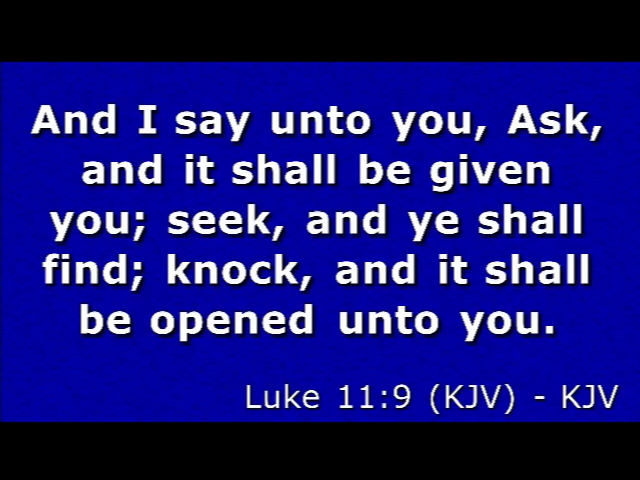 And I say unto you, Ask,
and it shall be given
you; seek, and ye shall
find; knock, and it shall
be opened unto you.
Luke 11:9 (KJV) - KJV